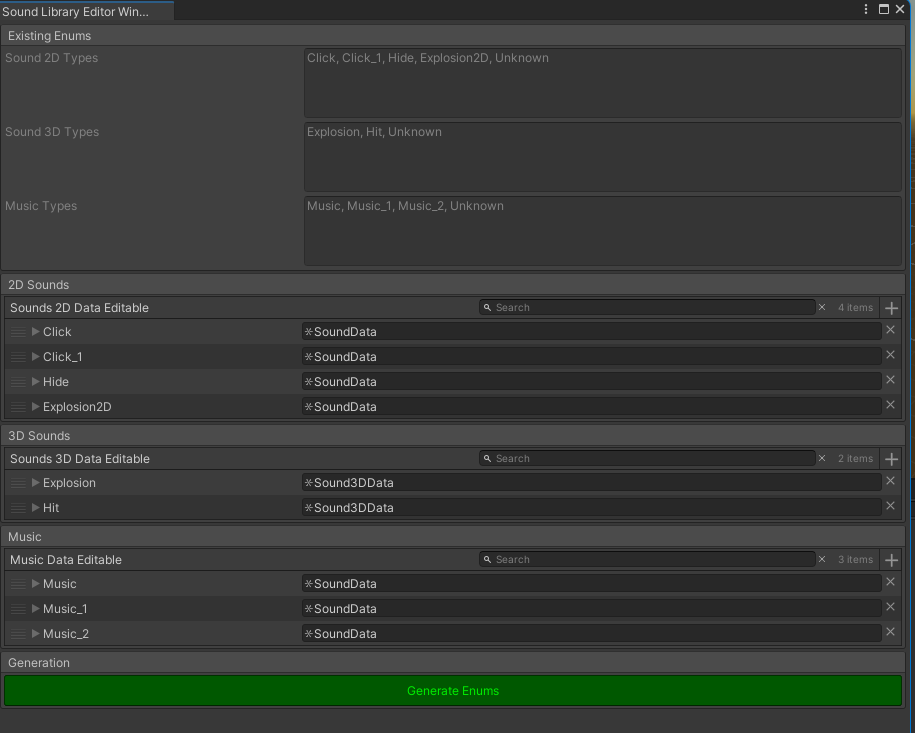 Sound Library Editor Win...
Existing Enums
Sound 2D Types Click, Click_1, Hide, Explosion2D, Unknown
Sound 3D Types Explosion, Hit, Unknown
Music Types Music, Music_1, Music_2, Unknown
2D Sounds
Sounds 2D Data Editable Search 4 items
Click SoundData
Click_1 SoundData
Hide SoundData
Explosion2D SoundData
3D Sounds
Sounds 3D Data Editable Search 2 items
Explosion Sound3DData
Hit Sound3DData
Music
Music Data Editable Search 3 items
Music SoundData
Music_1 SoundData
Music_2 SoundData
Generation
Generate Enums